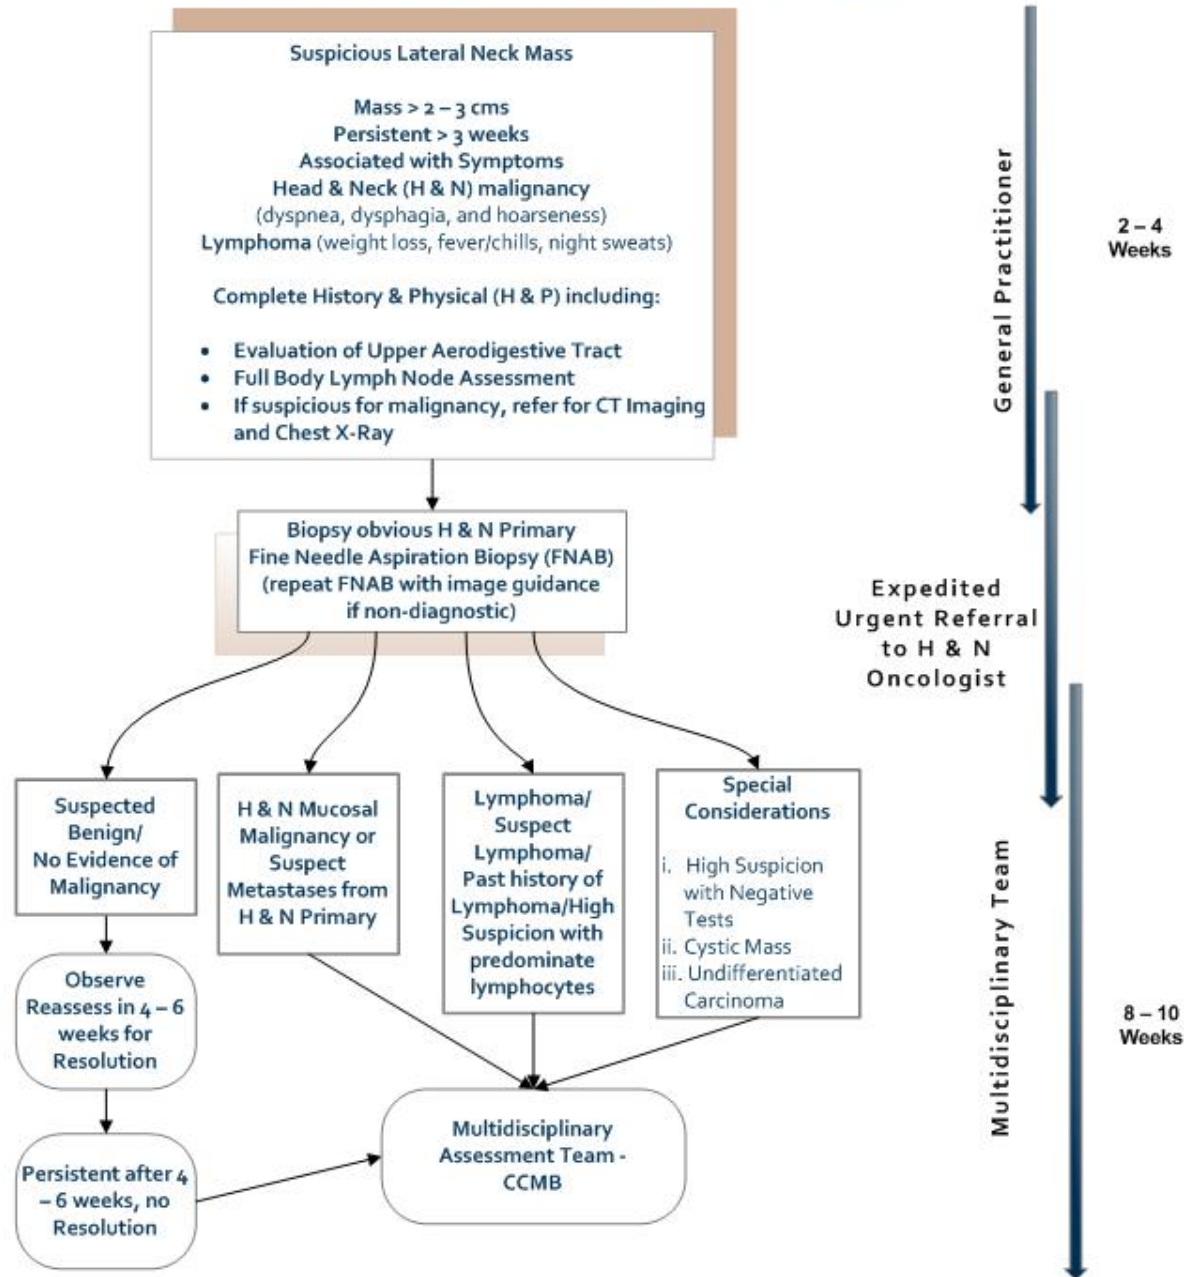 Suspicious Lateral Neck Mass
Mass > 2 – 3 cms
Persistent > 3 weeks
Associated with Symptoms
Head & Neck (H & N) malignancy
(dyspnea, dysphagia, and hoarseness)
Lymphoma (weight loss, fever/chills, night sweats)
Complete History & Physical (H & P) including:
• Evaluation of Upper Aerodigestive Tract
• Full Body Lymph Node Assessment
• If suspicious for malignancy, refer for CT Imaging
and Chest X-Ray
Biopsy obvious H & N Primary
Fine Needle Aspiration Biopsy (FNAB)
(repeat FNAB with image guidance
if non-diagnostic)
Suspected
Benign/
No Evidence of
Malignancy
H & N Mucosal
Malignancy or
Suspect
Metastases from
H & N Primary
Lymphoma/
Suspect
Lymphoma/
Past history of
Lymphoma/High
Suspicion with
predominate
lymphocytes
Special
Considerations
i. High Suspicion
with Negative
Tests
ii. Cystic Mass
iii. Undifferentiated
Carcinoma
Observe
Reassess in 4 – 6
weeks for
Resolution
Persistent after 4
– 6 weeks, no
Resolution
Multidisciplinary
Assessment Team -
CCMB
General Practitioner
2 – 4
Weeks
Expedited
Urgent Referral
to H & N
Oncologist
Multidisciplinary Team
8 – 10
Weeks